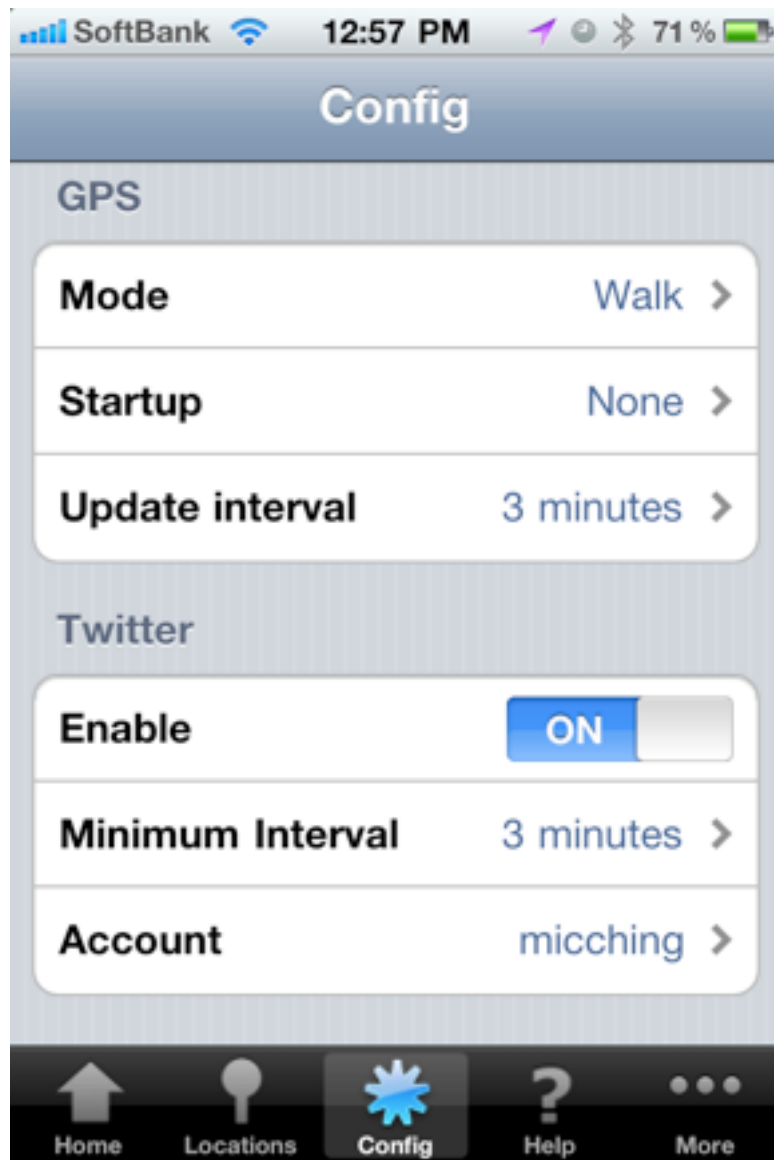 SoftBank 12:57 PM 71%
Config
GPS
Mode Walk
Startup None
Update interval 3 minutes
Twitter
Enable ON
Minimum Interval 3 minutes
Account micching
Home Locations Config Help More